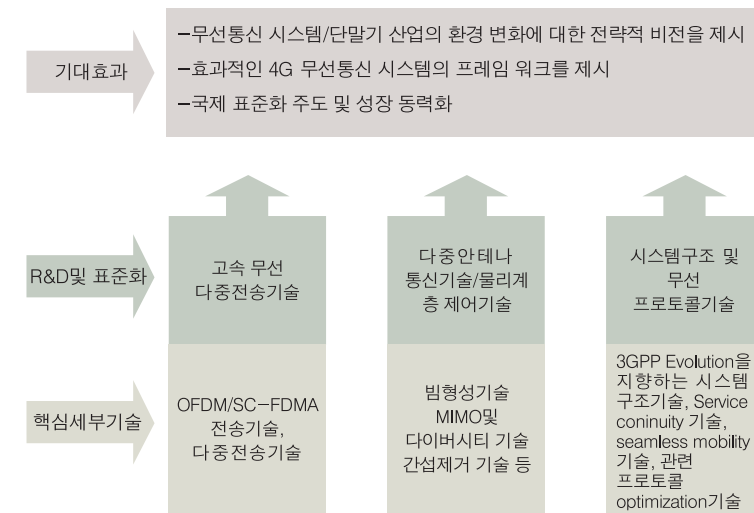 기대효과
−무선통신 시스템/단말기 산업의 환경 변화에 대한 전략적 비전을 제시
−효과적인 4G 무선통신 시스템의 프레임 워크를 제시
−국제 표준화 주도 및 성장 동력화
R&D및 표준화
고속 무선
다중전송기술
다중안테나
통신기술/물리계
층 제어기술
시스템구조 및
무선
프로토콜기술
핵심세부기술
OFDM/SC−FDMA
전송기술,
다중전송기술
빔형성기술
MIMO및
다이버시티 기술
간섭제거 기술 등
3GPP Evolution을
지향하는 시스템
구조기술, Service
coninuity 기술,
seamless mobility
기술, 관련
프로토콜
optimization기술